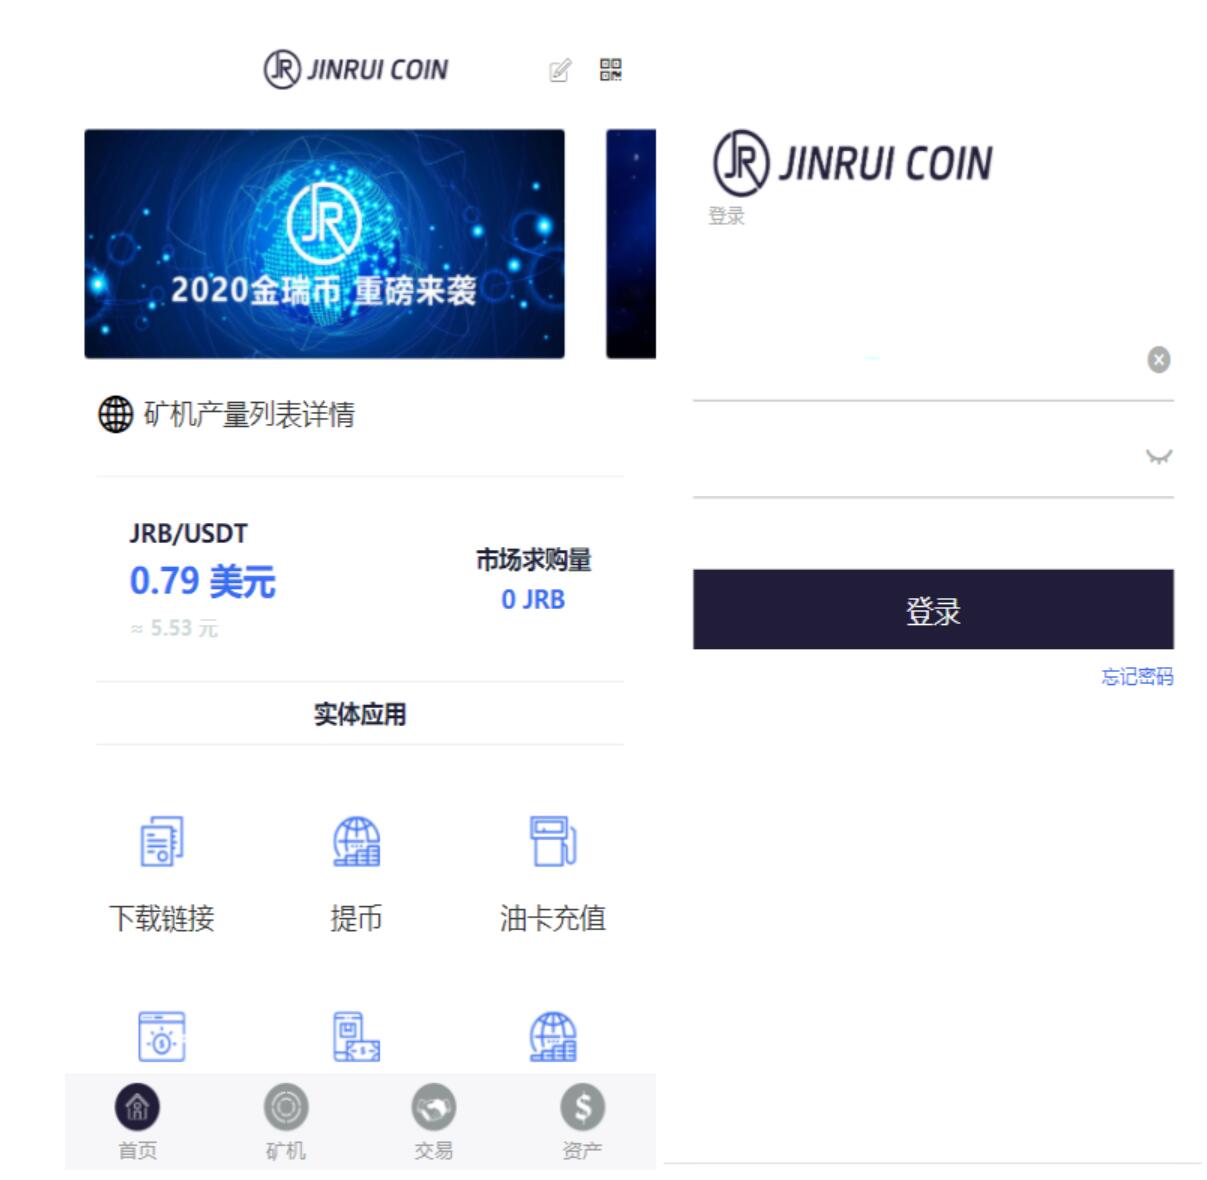 JINRUI COIN
2020金瑞币 重磅来袭
矿机产量列表详情
JRB/USDT
0.79 美元
≈ 5.53 元
市场求购量
0 JRB
实体应用
下载链接
提币
油卡充值
首页
矿机
交易
资产
JINRUI COIN
登录
登录
忘记密码